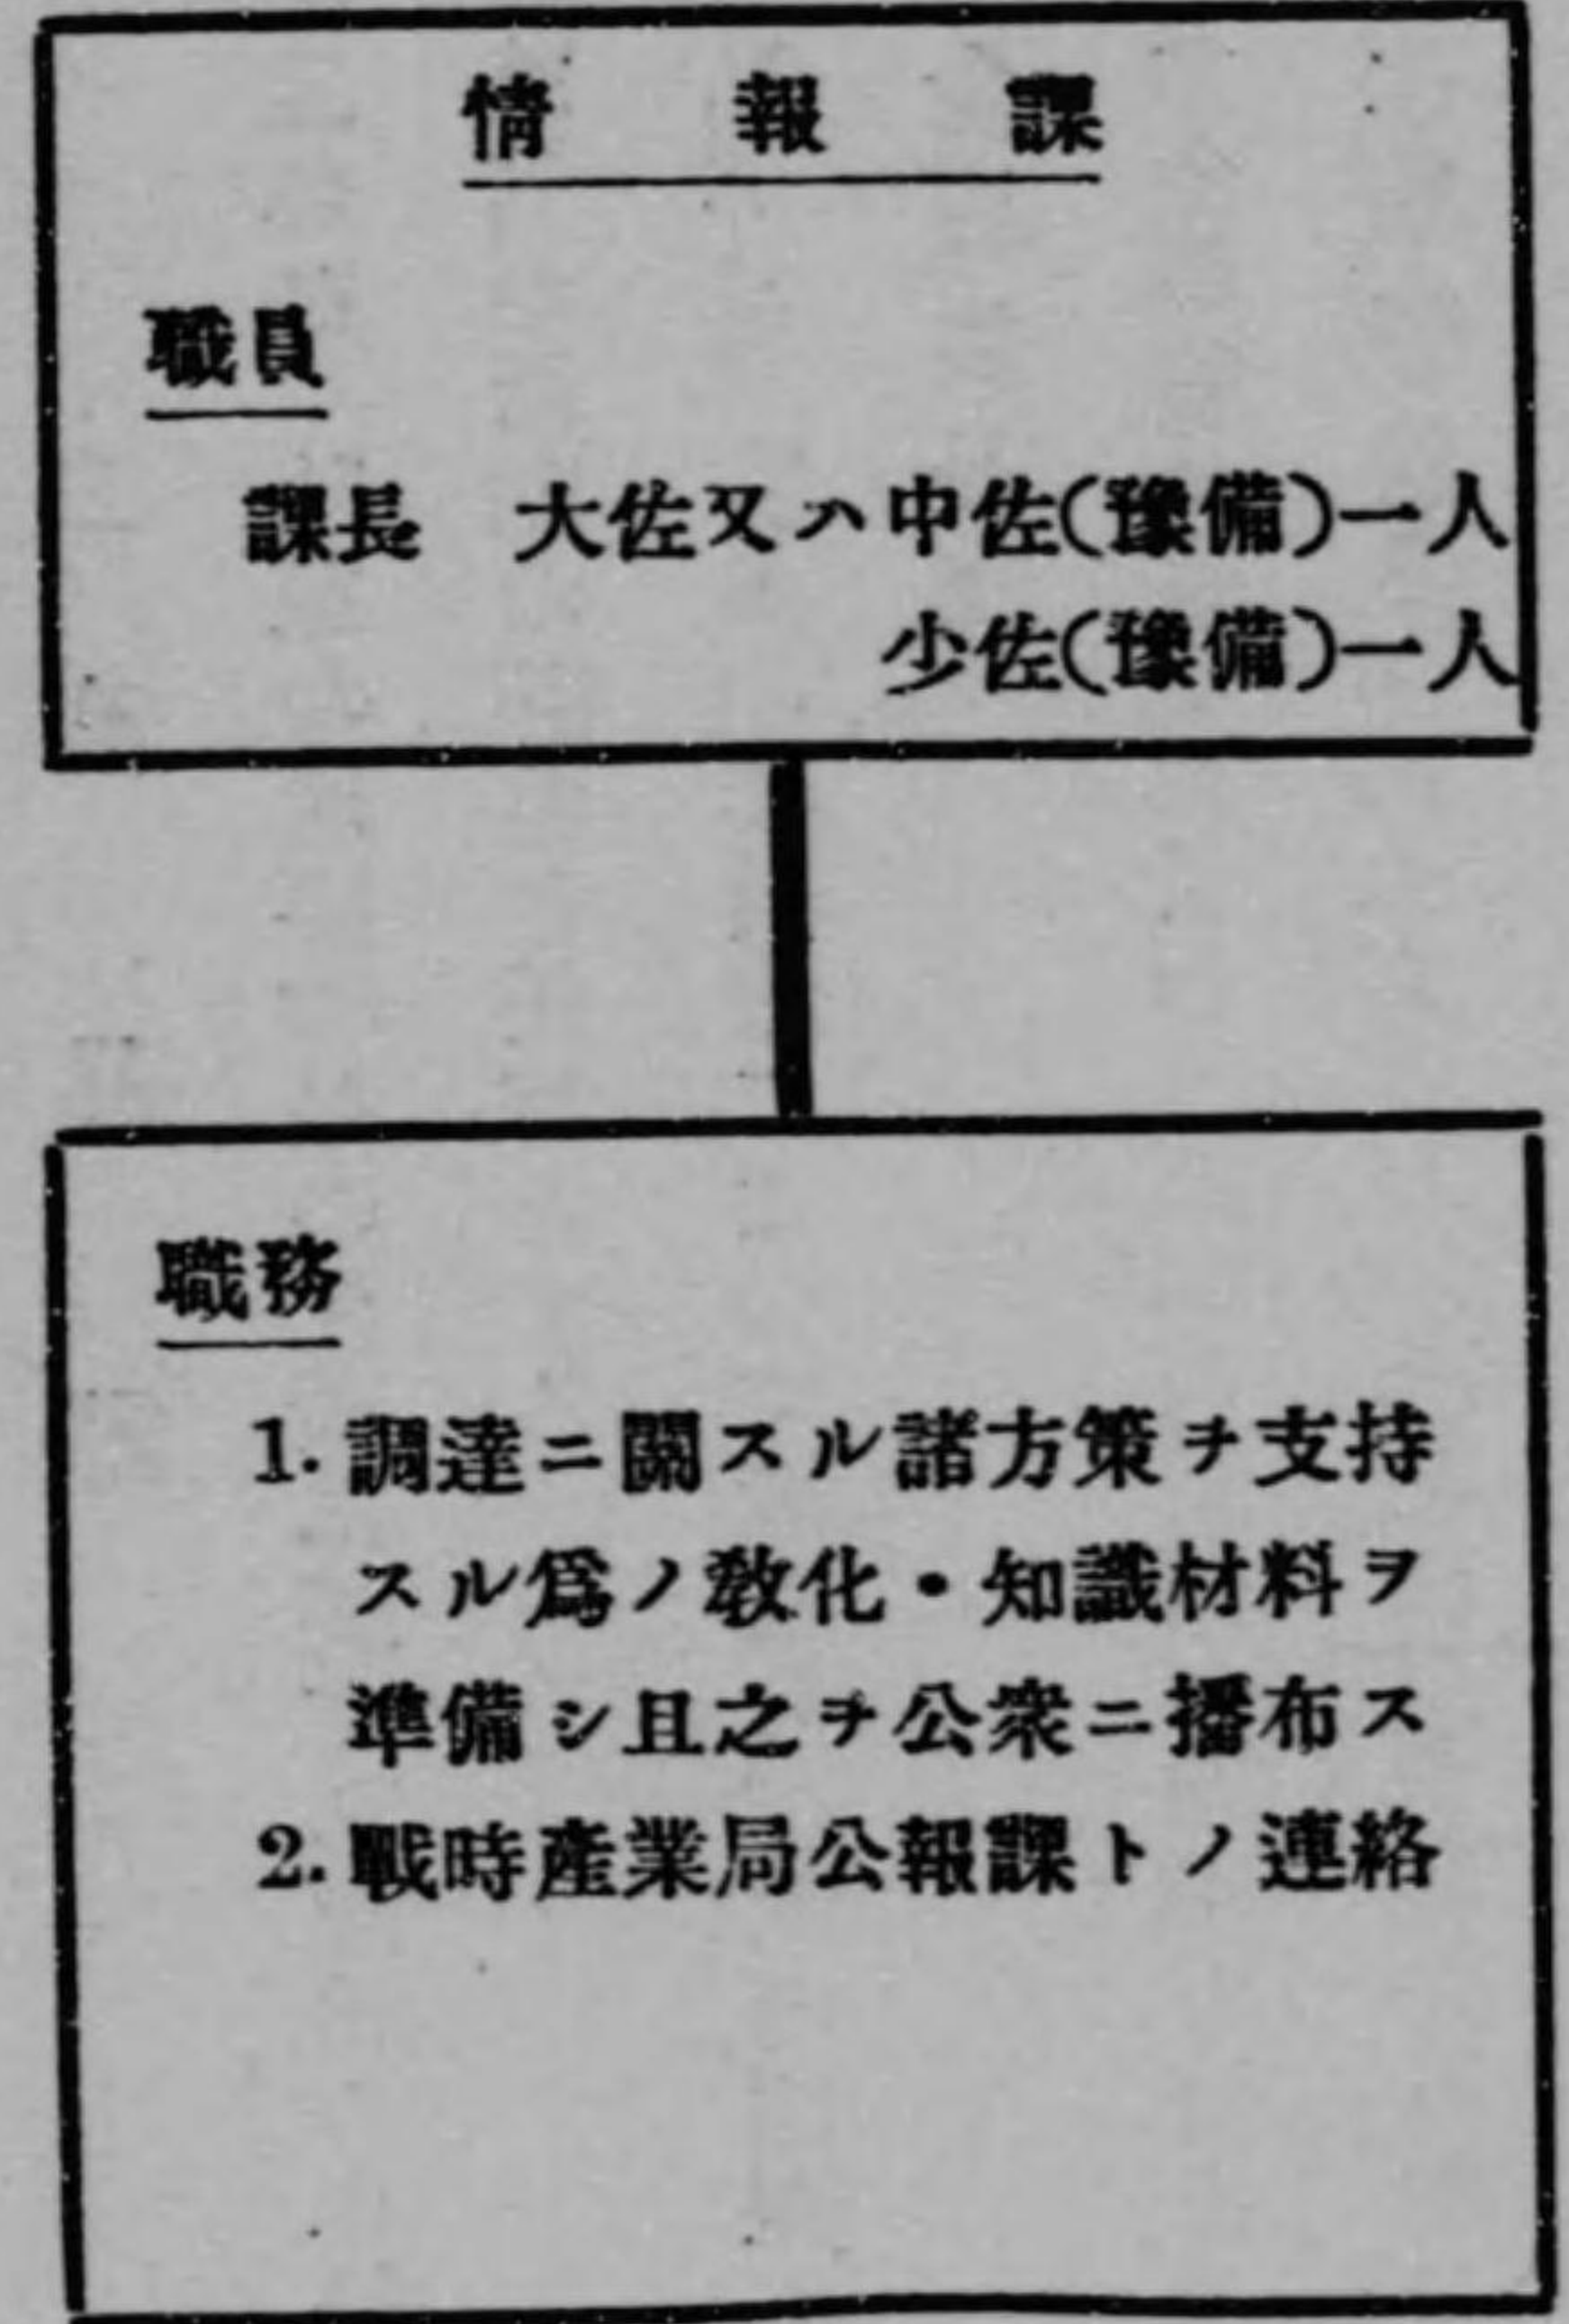 情報課
職員
課長 大佐又ハ中佐(豫備)一人
少佐(豫備)一人
職務
1. 調達ニ關スル諸方策ヲ支持
スル爲ノ敎化・知識材料ヲ
準備シ且之ヲ公衆ニ播布ス
2. 戰時産業局公報課トノ連絡